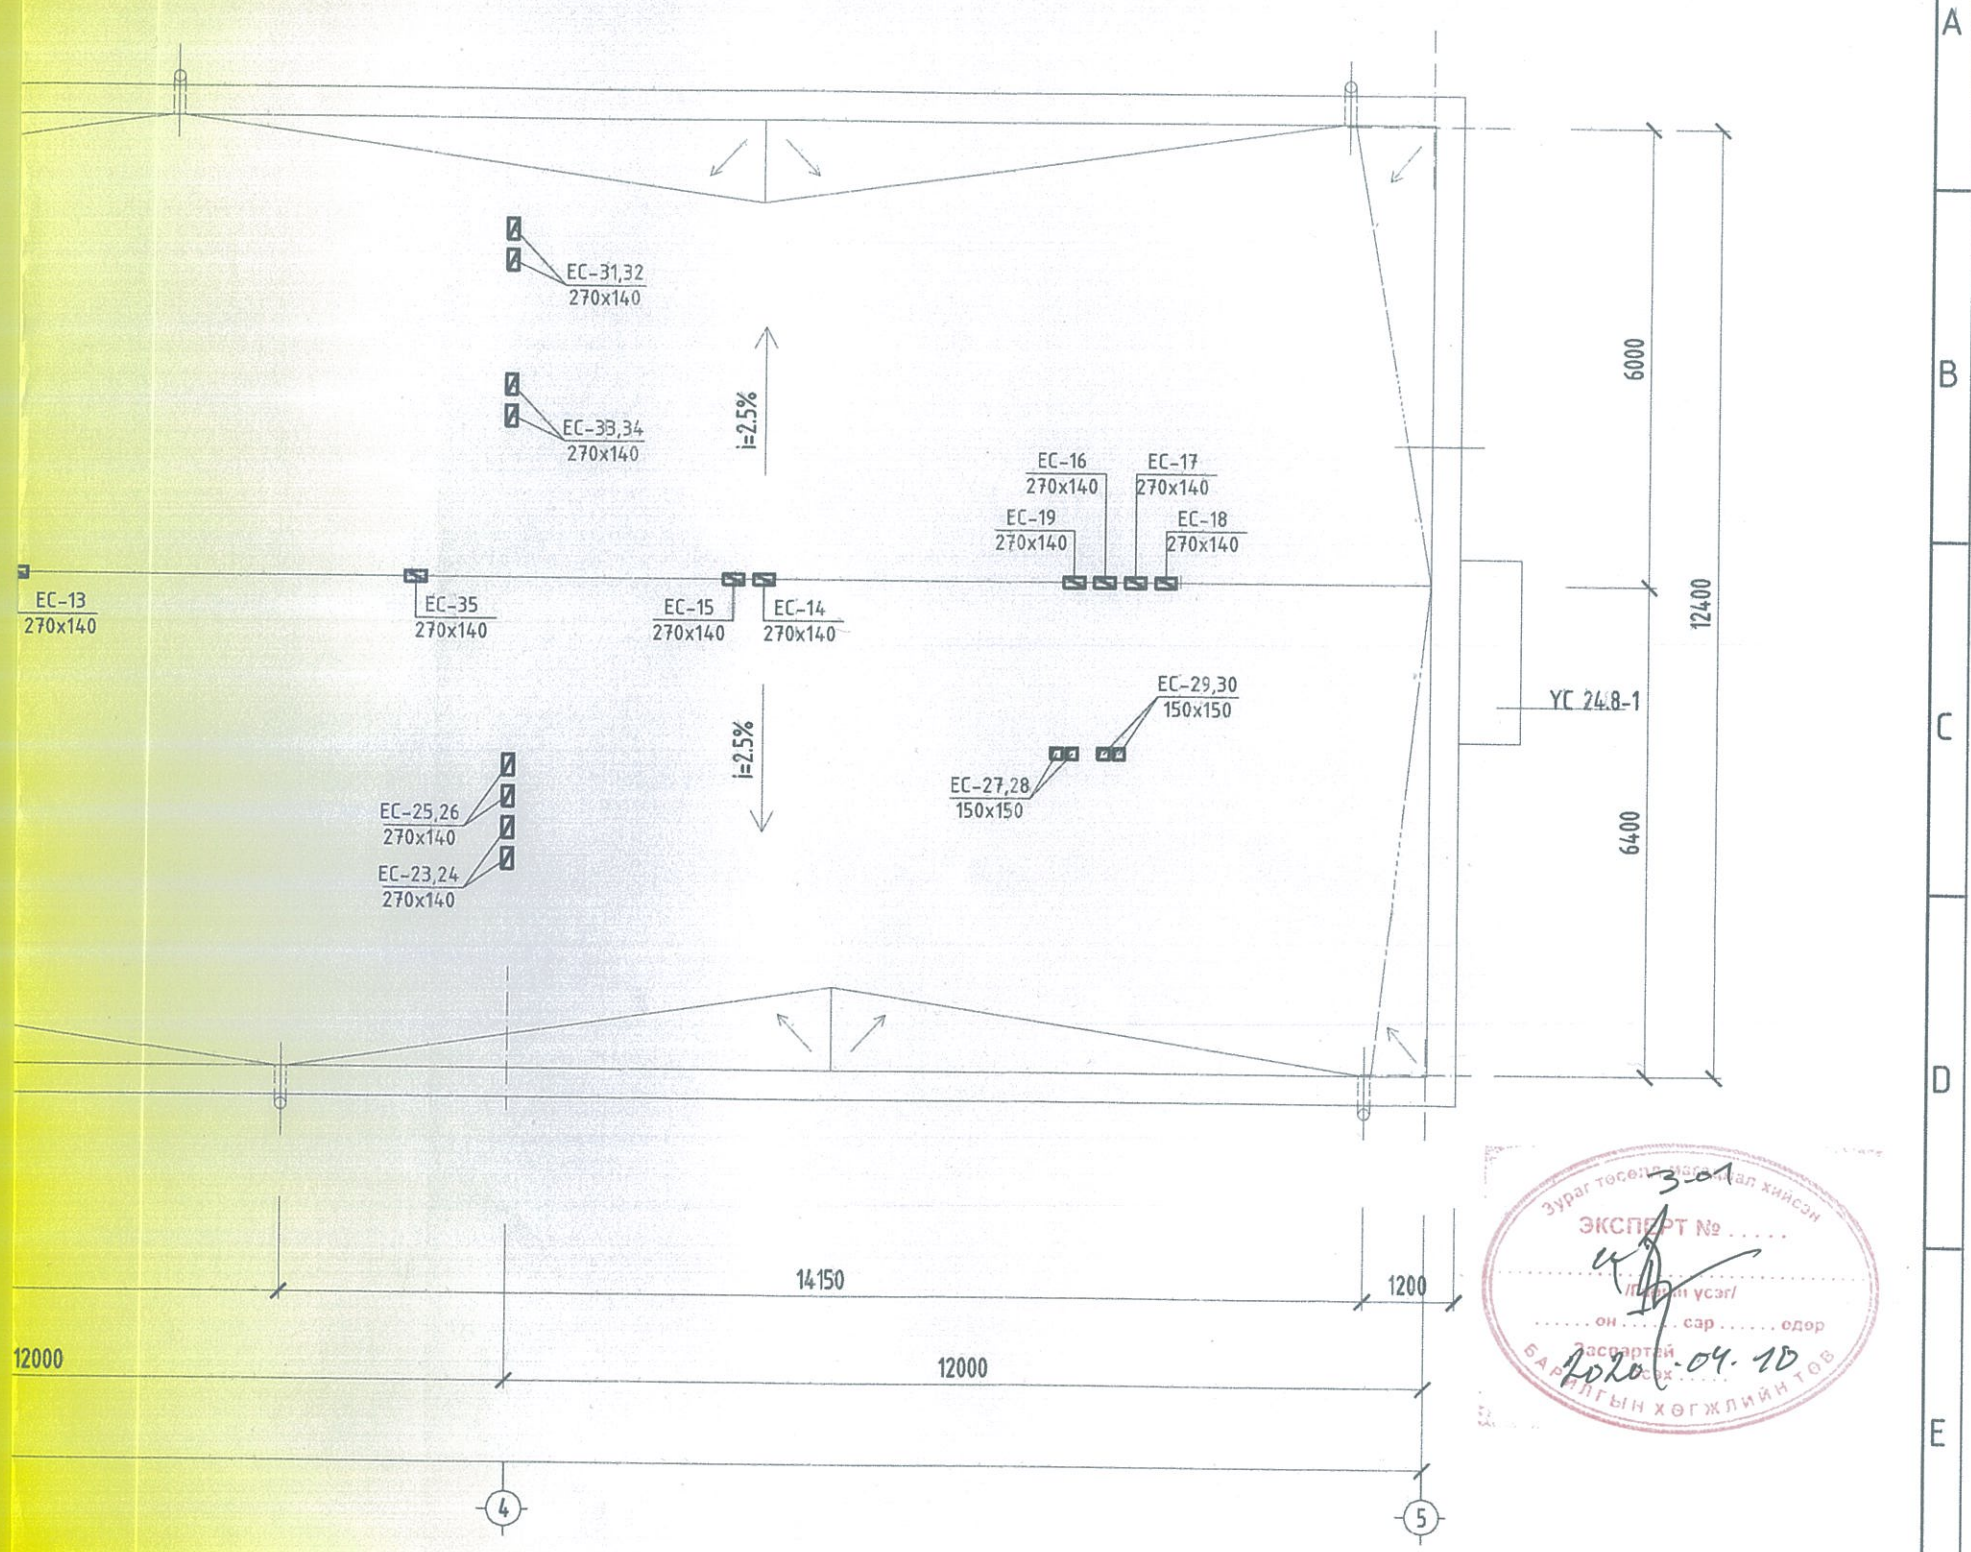 A
EC-31,32
270x140
6000
B
EC-33,34
270x140
i=2.5%
EC-16
270x140
EC-17
270x140
EC-19
270x140
EC-18
270x140
EC-13
270x140
EC-35
270x140
EC-15
270x140
EC-14
270x140
12400
EC-29,30
150x150
YC 24.8-1
C
i=2.5%
EC-27,28
150x150
EC-25,26
270x140
6400
EC-23,24
270x140
D
3-01
Зураг төсөлд магадлал хийсэн
ЭКСПЕРТ №.....
/Гарын үсэг/
...... он ...... сар ...... өдөр
2020.04.10
БАРИЛГЫН ХӨГЖЛИЙН ТӨВ
14150
1200
12000
12000
E
4
5